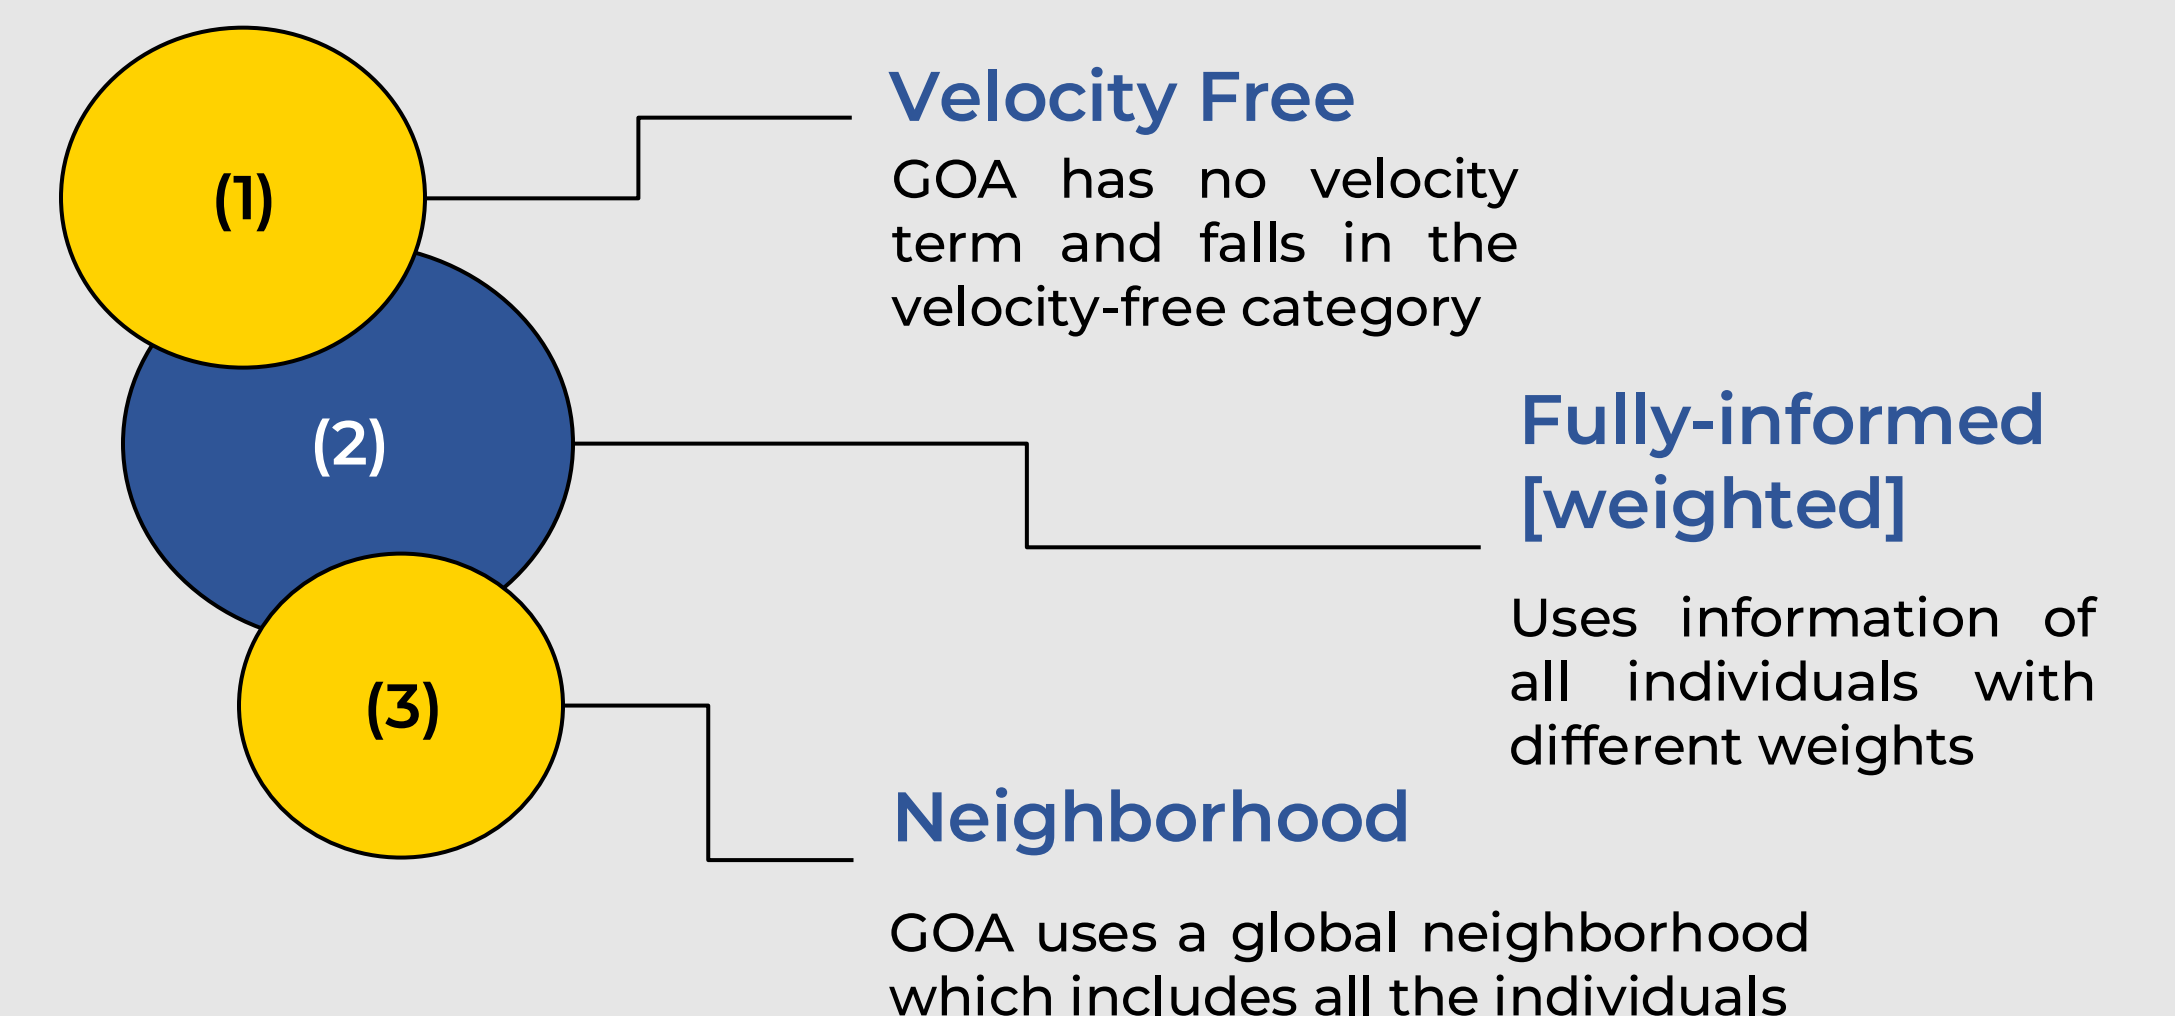 (1)
Velocity Free
GOA has no velocity
term and falls in the
velocity-free category
(2)
Fully-informed
[weighted]
Uses information of
all individuals with
different weights
(3)
Neighborhood
GOA uses a global neighborhood
which includes all the individuals